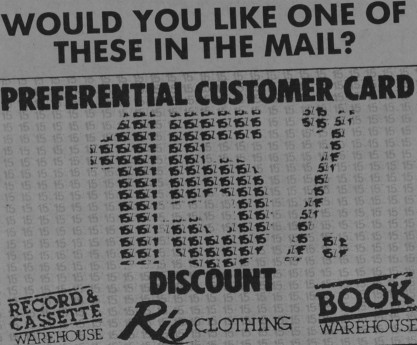 WOULD YOU LIKE ONE OF
THESE IN THE MAIL?
PREFERENTIAL CUSTOMER CARD
15%
DISCOUNT
RECORD &
CASSETTE
WAREHOUSE
Rio CLOTHING
BOOK
WAREHOUSE